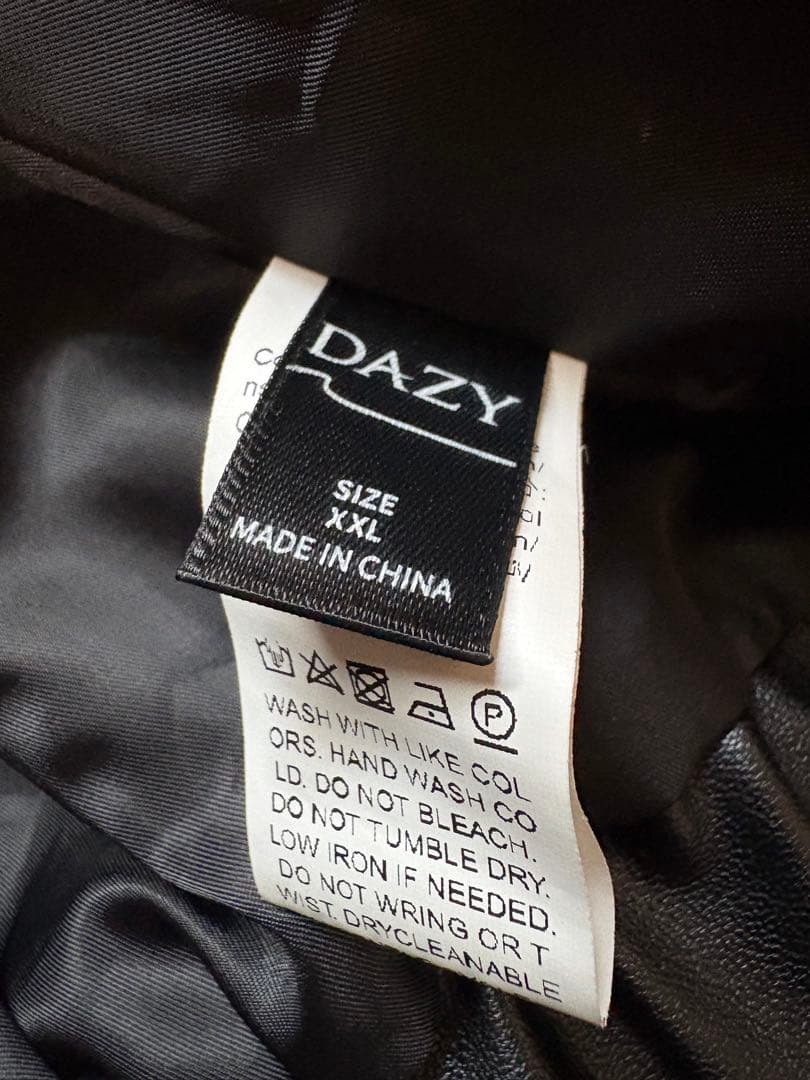 DAZY
SIZE
XXL
MADE IN CHINA
P
WASH WITH LIKE COL
ORS. HAND WASH CO
LD. DO NOT BLEACH.
DO NOT TUMBLE DRY.
LOW IRON IF NEEDED.
DO NOT WRING OR T
WIST. DRYCLEANABLE